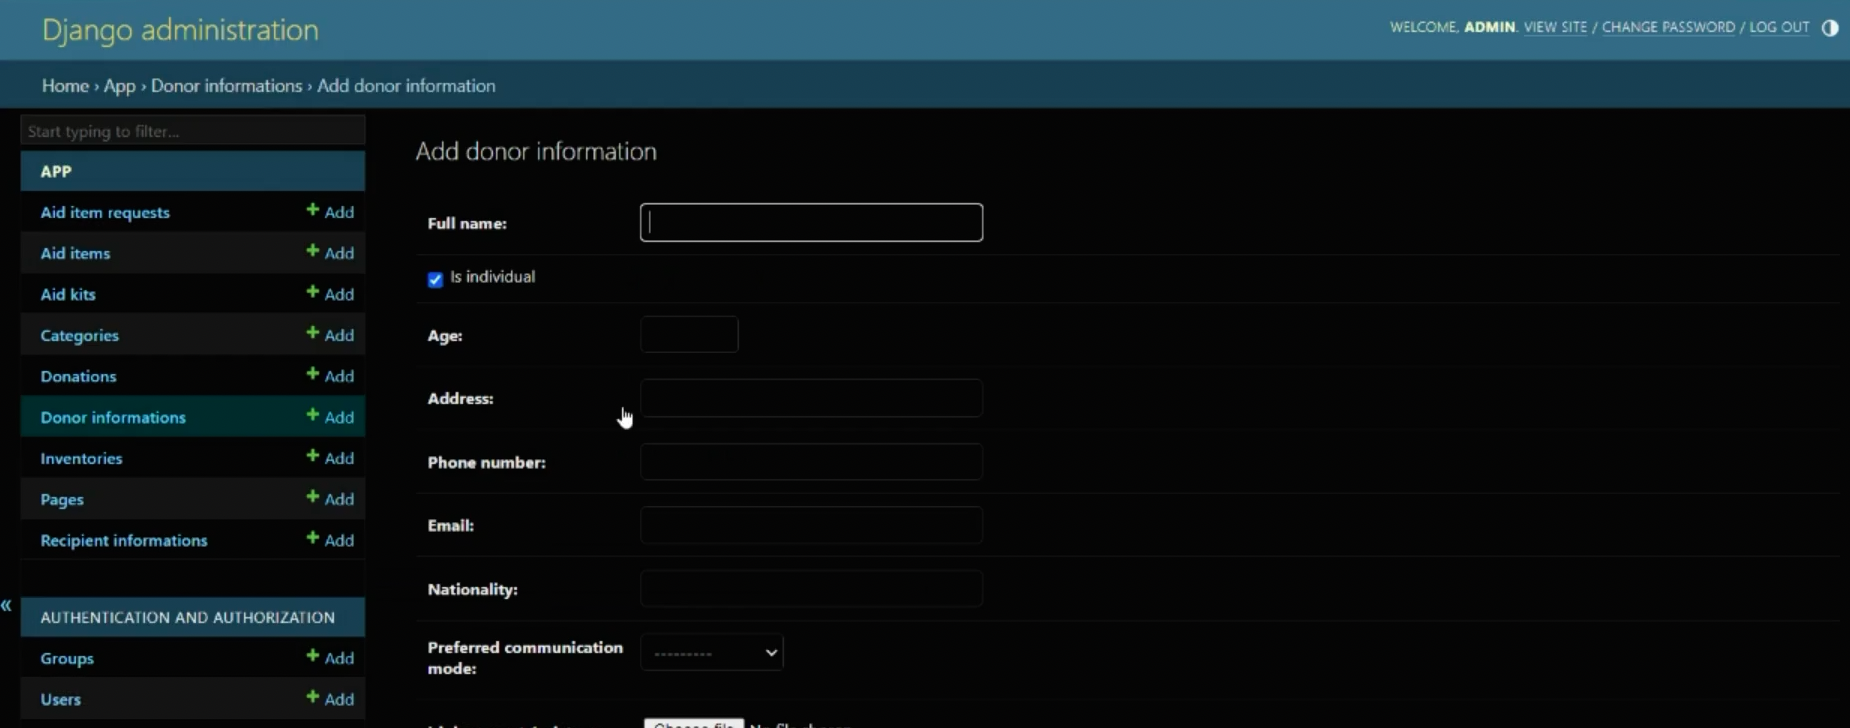 Django administration
WELCOME, ADMIN. VIEW SITE / CHANGE PASSWORD / LOG OUT
Home › App › Donor informations › Add donor information
Start typing to filter...
APP
Aid item requests + Add
Aid items + Add
Aid kits + Add
Categories + Add
Donations + Add
Donor informations + Add
Inventories + Add
Pages + Add
Recipient informations + Add
«
AUTHENTICATION AND AUTHORIZATION
Groups + Add
Users + Add
Add donor information
Full name:
Is individual
Age:
Address:
Phone number:
Email:
Nationality:
Preferred communication
mode:
---------
Choose file No file chosen